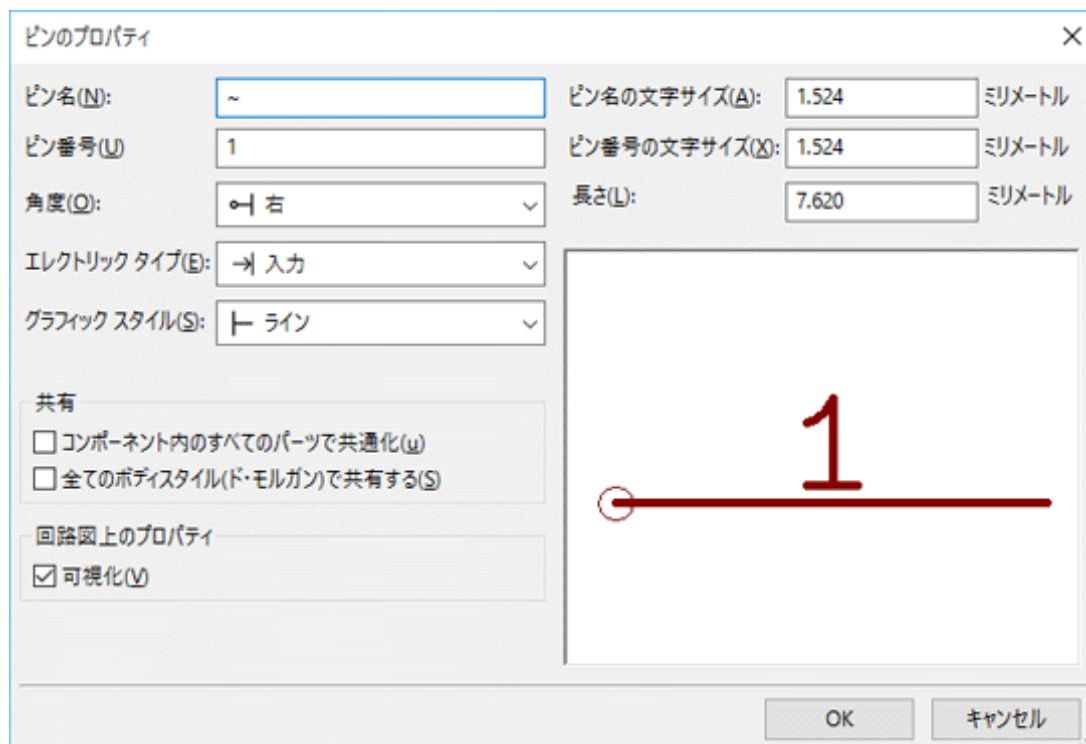 ピンのプロパティ
ピン名(N): ~ ピン名の文字サイズ(A): 1.524 ミリメートル
ピン番号(U) 1 ピン番号の文字サイズ(X): 1.524 ミリメートル
角度(O): 右 長さ(L): 7.620 ミリメートル
エレクトリック タイプ(E): 入力
グラフィック スタイル(S): ライン
共有
コンポーネント内のすべてのパーツで共通化(u)
全てのボディスタイル(ド・モルガン)で共有する(S)
回路図上のプロパティ
可視化(V)
1
OK キャンセル